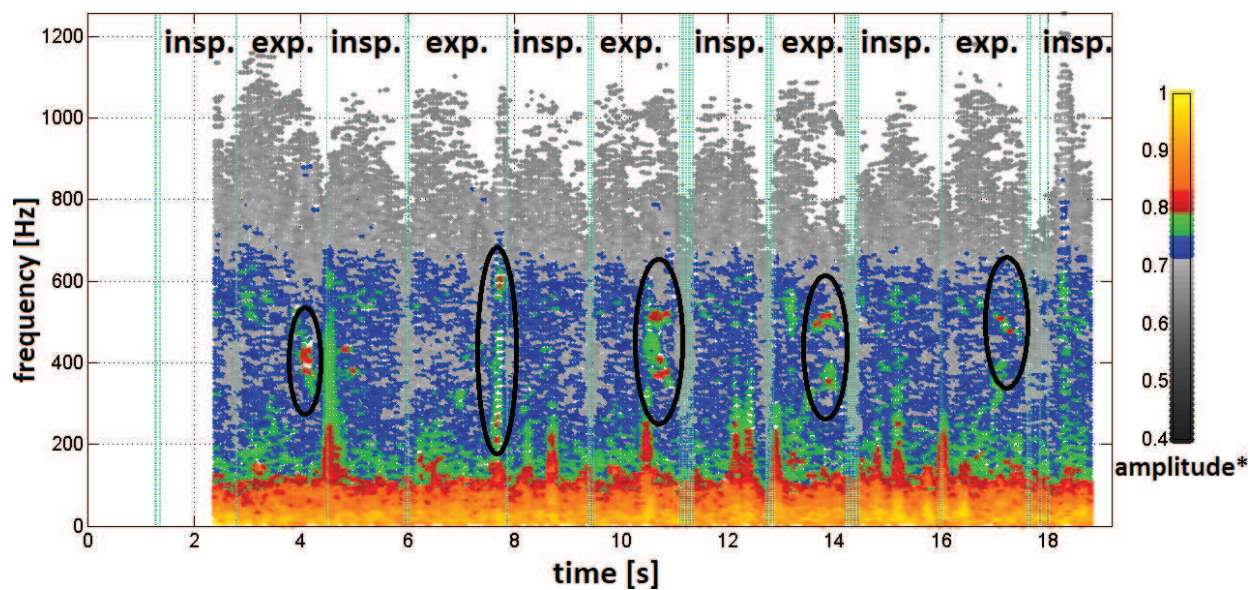 insp. exp. insp. exp. insp. exp. insp. exp. insp. exp. insp.
1200
1000
800
600
400
200
0
frequency [Hz]
0 2 4 6 8 10 12 14 16 18
time [s]
1
0.9
0.8
0.7
0.6
0.5
0.4
amplitude*